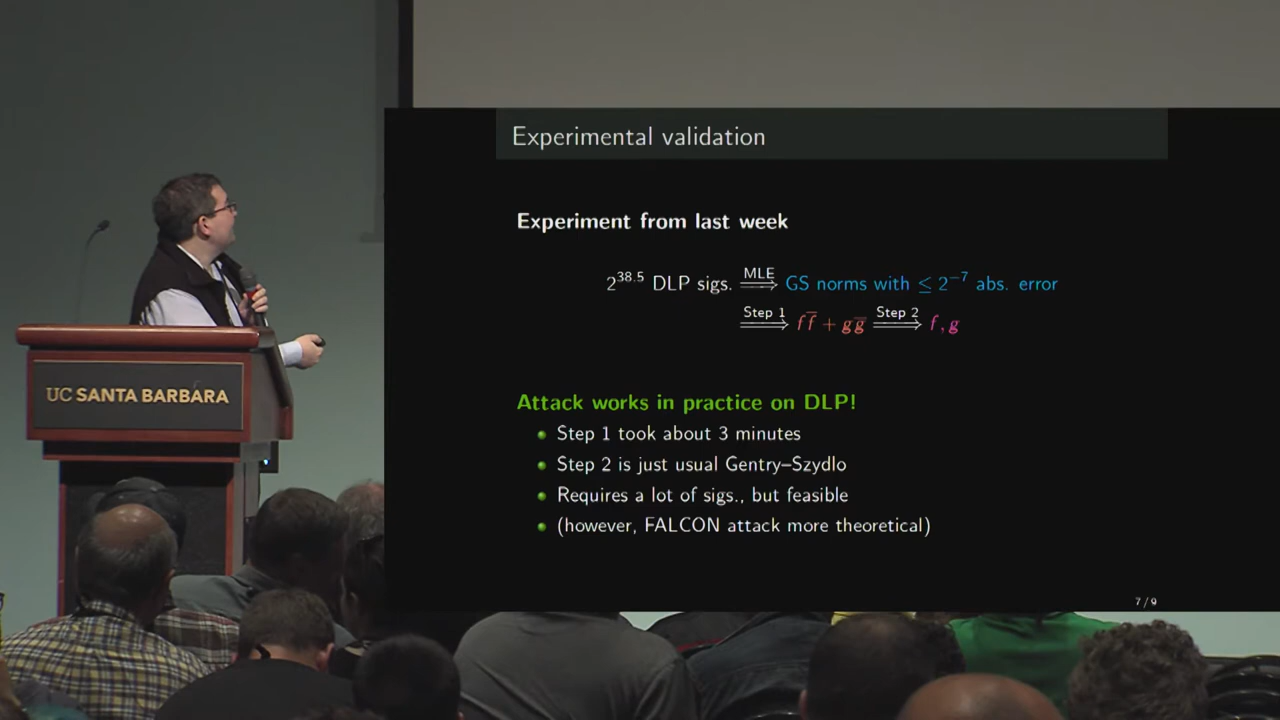 Experimental validation
Experiment from last week
2^38.5 DLP sigs. ⟹(MLE) GS norms with ≤ 2^−7 abs. error
⟹(Step 1) f f̅ + g g̅ ⟹(Step 2) f, g
Attack works in practice on DLP!
Step 1 took about 3 minutes
Step 2 is just usual Gentry–Szydlo
Requires a lot of sigs., but feasible
(however, FALCON attack more theoretical)
7 / 9
UC SANTA BARBARA